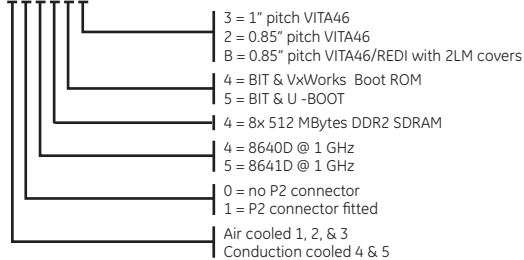 3 = 1” pitch VITA46
2 = 0.85” pitch VITA46
B = 0.85” pitch VITA46/REDI with 2LM covers
4 = BIT & VxWorks Boot ROM
5 = BIT & U -BOOT
4 = 8x 512 MBytes DDR2 SDRAM
4 = 8640D @ 1 GHz
5 = 8641D @ 1 GHz
0 = no P2 connector
1 = P2 connector fitted
Air cooled 1, 2, & 3
Conduction cooled 4 & 5